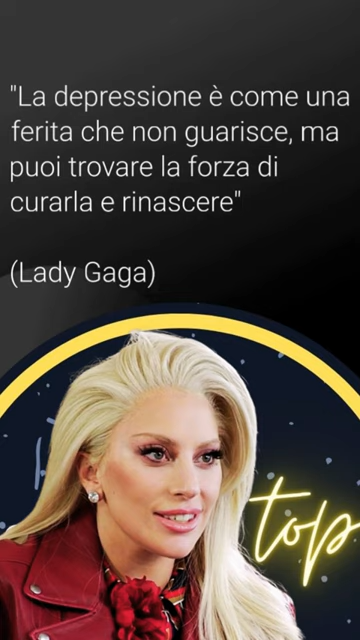 "La depressione è come una
ferita che non guarisce, ma
puoi trovare la forza di
curarla e rinascere"
(Lady Gaga)
top